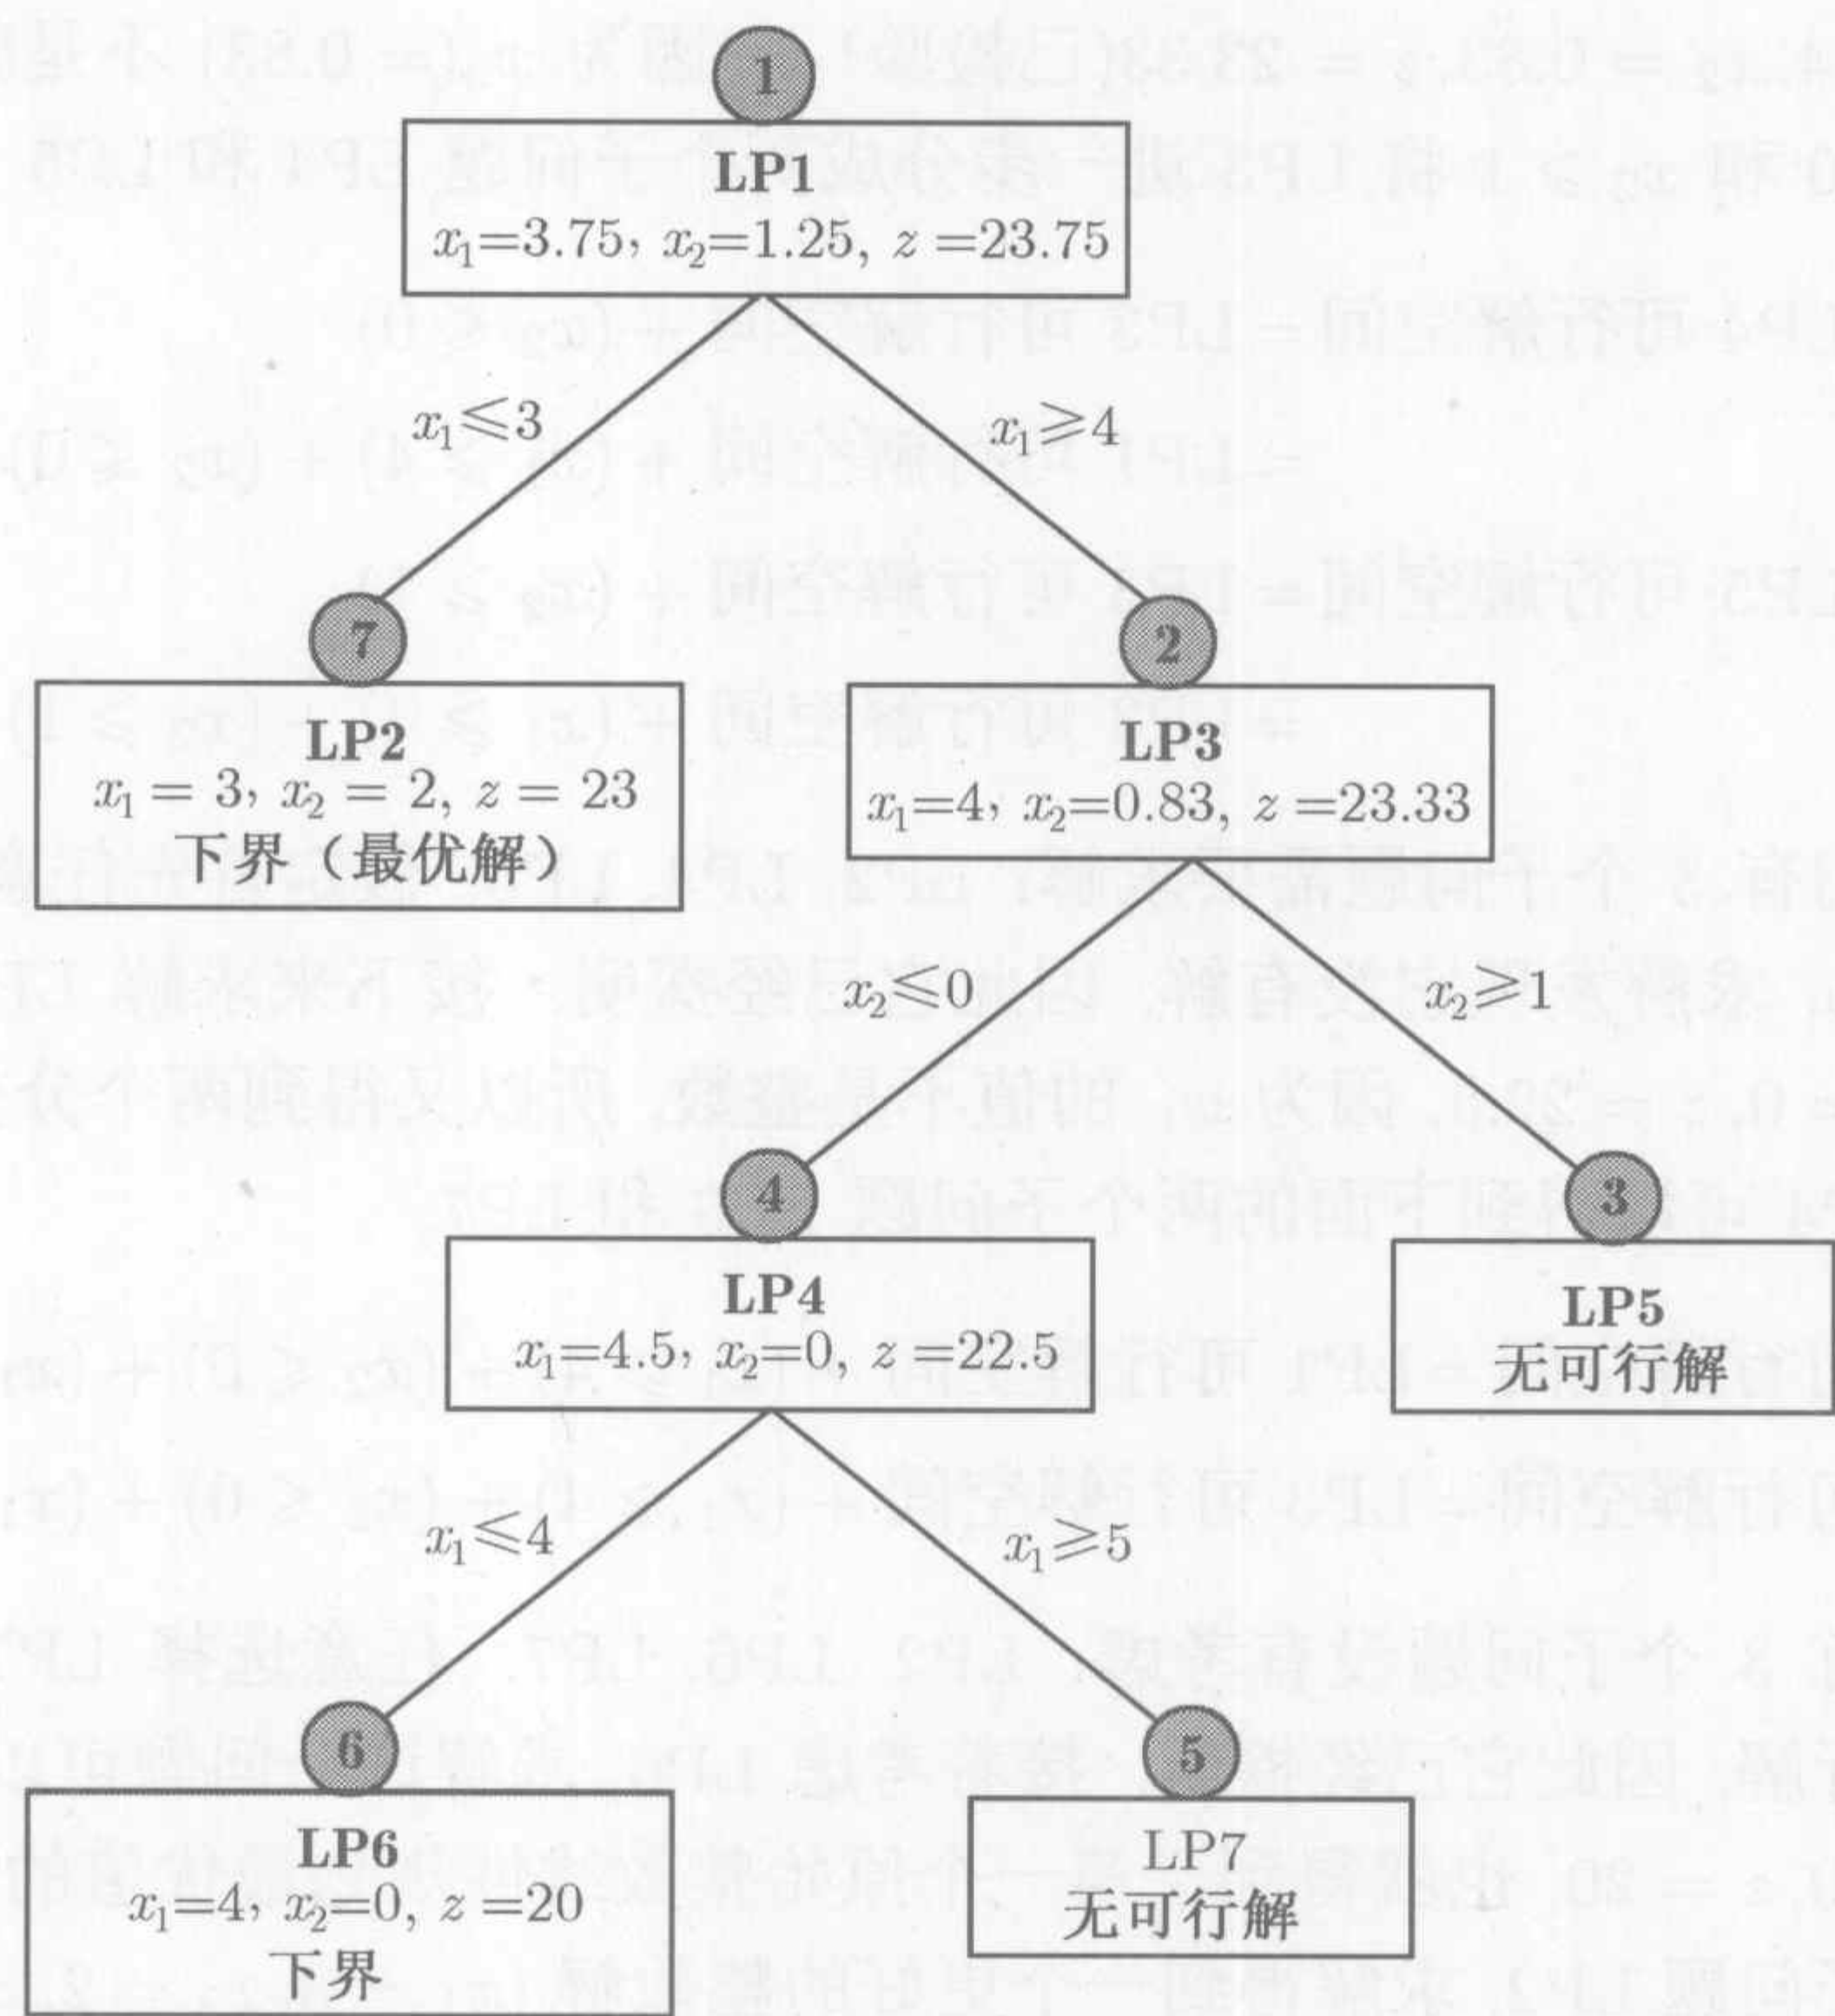 1
LP1
x₁=3.75, x₂=1.25, z =23.75
x₁≤3
x₁≥4
7
2
LP2
x₁ = 3, x₂ = 2, z = 23
下界（最优解）
LP3
x₁=4, x₂=0.83, z =23.33
x₂≤0
x₂≥1
4
3
LP4
x₁=4.5, x₂=0, z =22.5
LP5
无可行解
x₁≤4
x₁≥5
6
5
LP6
x₁=4, x₂=0, z =20
下界
LP7
无可行解